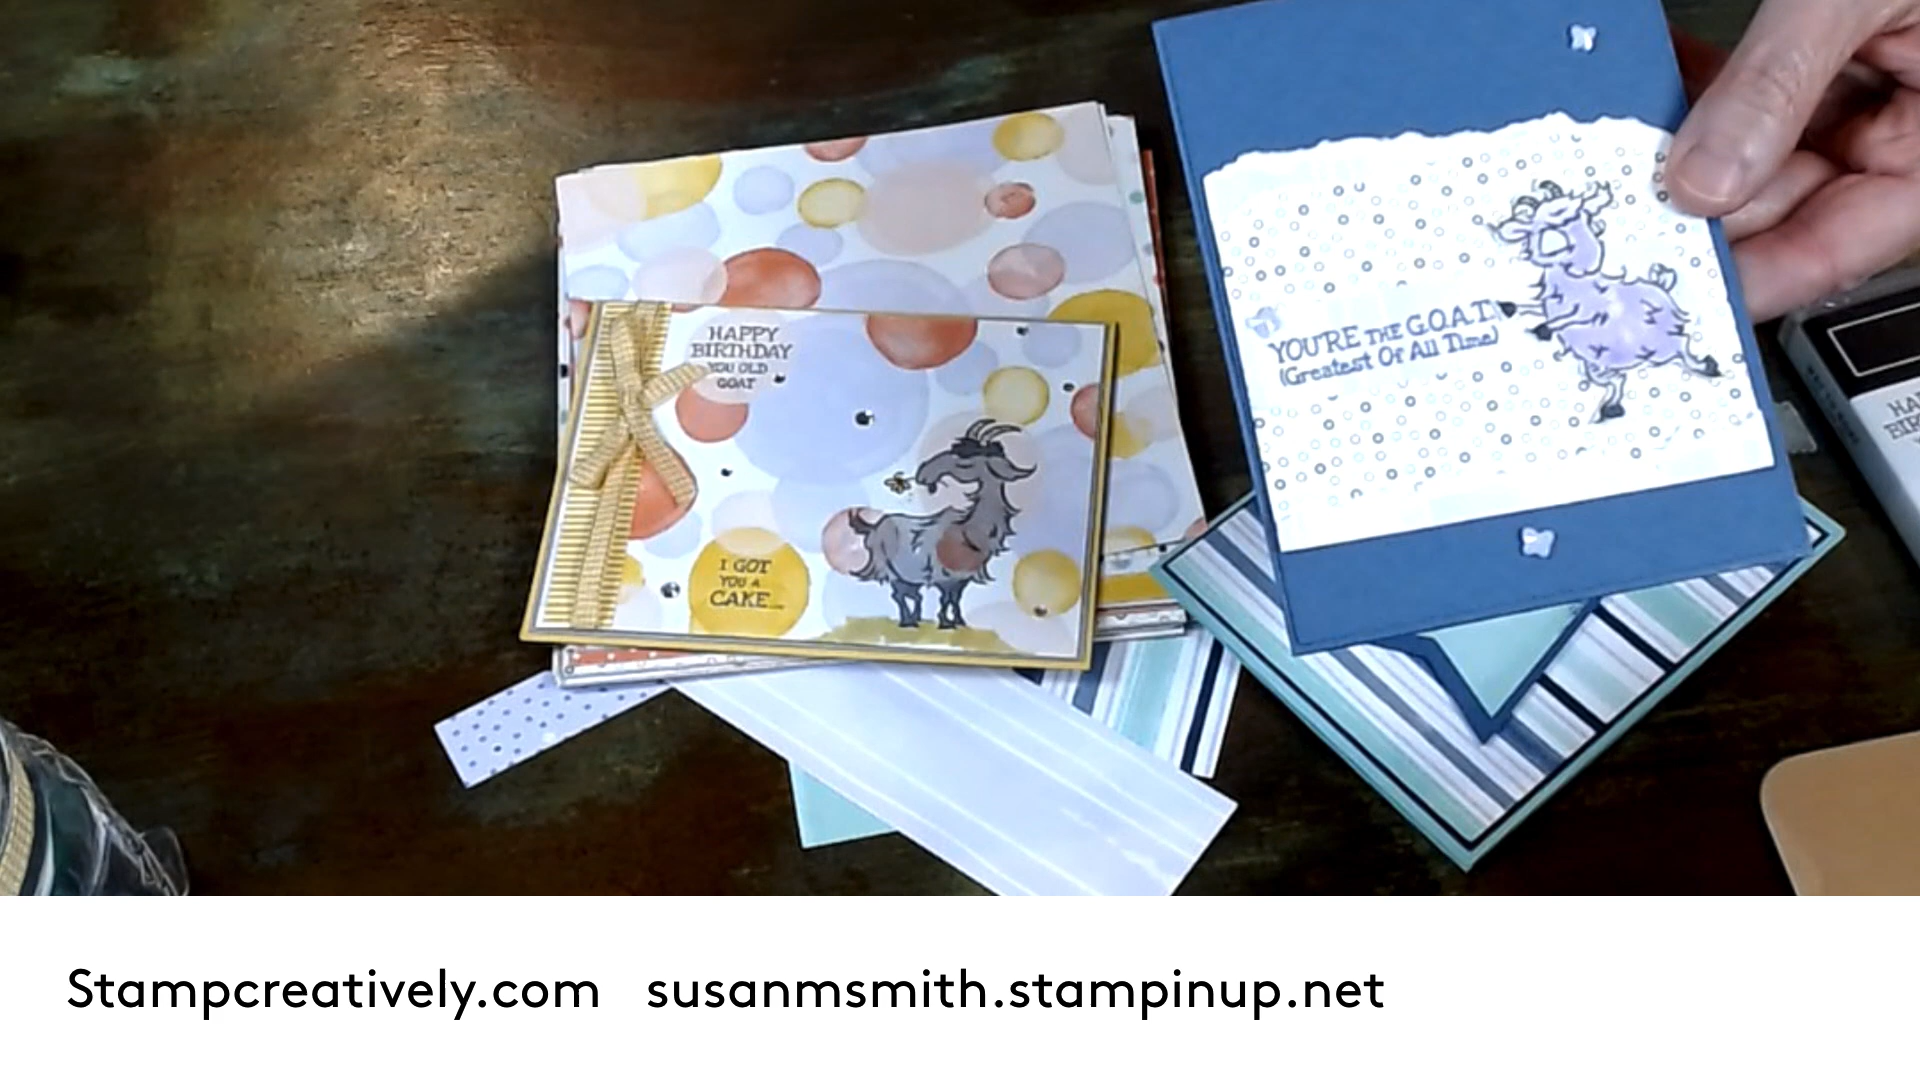 HAPPY
BIRTHDAY
YOU OLD
GOAT
I GOT
YOU A
CAKE...
YOU'RE THE G.O.A.T.
(Greatest Of All Time)
Stampcreatively.com susanmsmith.stampinup.net